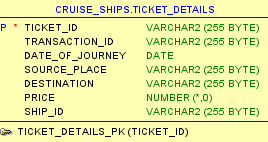 CRUISE_SHIPS.TICKET_DETAILS
P * TICKET_ID VARCHAR2 (255 BYTE)
TRANSACTION_ID VARCHAR2 (255 BYTE)
DATE_OF_JOURNEY DATE
SOURCE_PLACE VARCHAR2 (255 BYTE)
DESTINATION VARCHAR2 (255 BYTE)
PRICE NUMBER (*,0)
SHIP_ID VARCHAR2 (255 BYTE)
TICKET_DETAILS_PK (TICKET_ID)